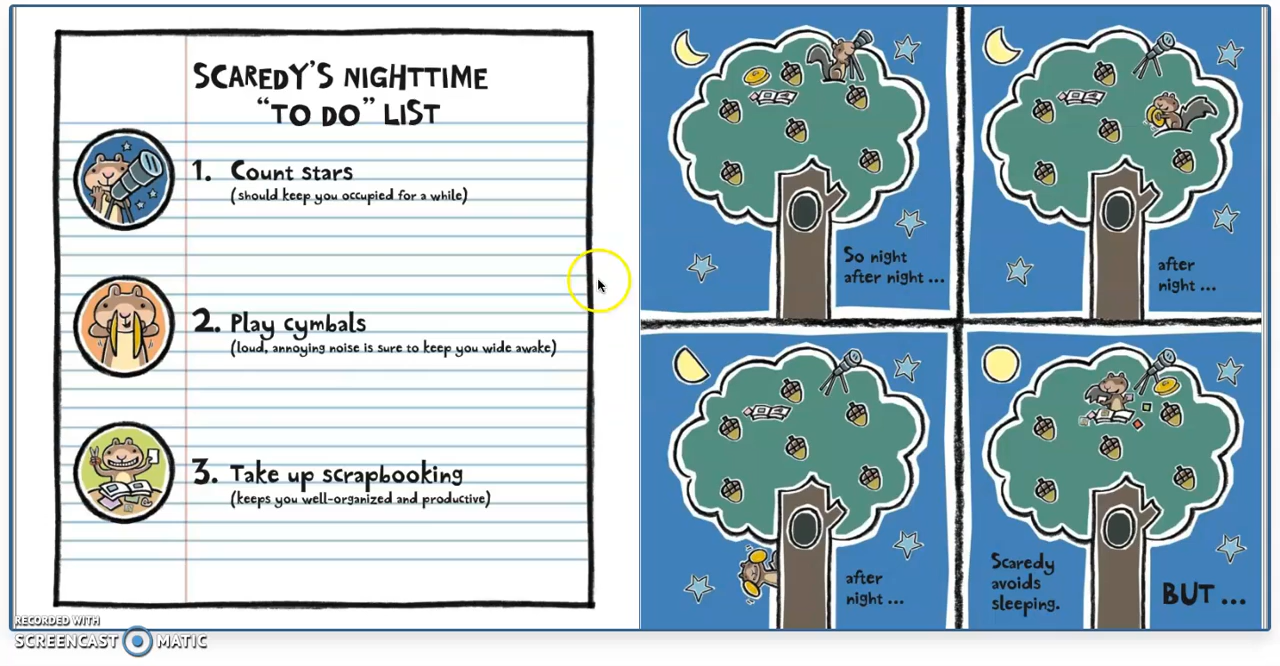 SCAREDY'S NIGHTTIME
"TO DO" LIST
1. Count stars
(should keep you occupied for a while)
2. Play cymbals
(loud, annoying noise is sure to keep you wide awake)
3. Take up scrapbooking
(keeps you well-organized and productive)
So night
after night ...
after
night ...
after
night ...
Scaredy
avoids
sleeping.
BUT ...
RECORDED WITH
SCREENCAST MATIC